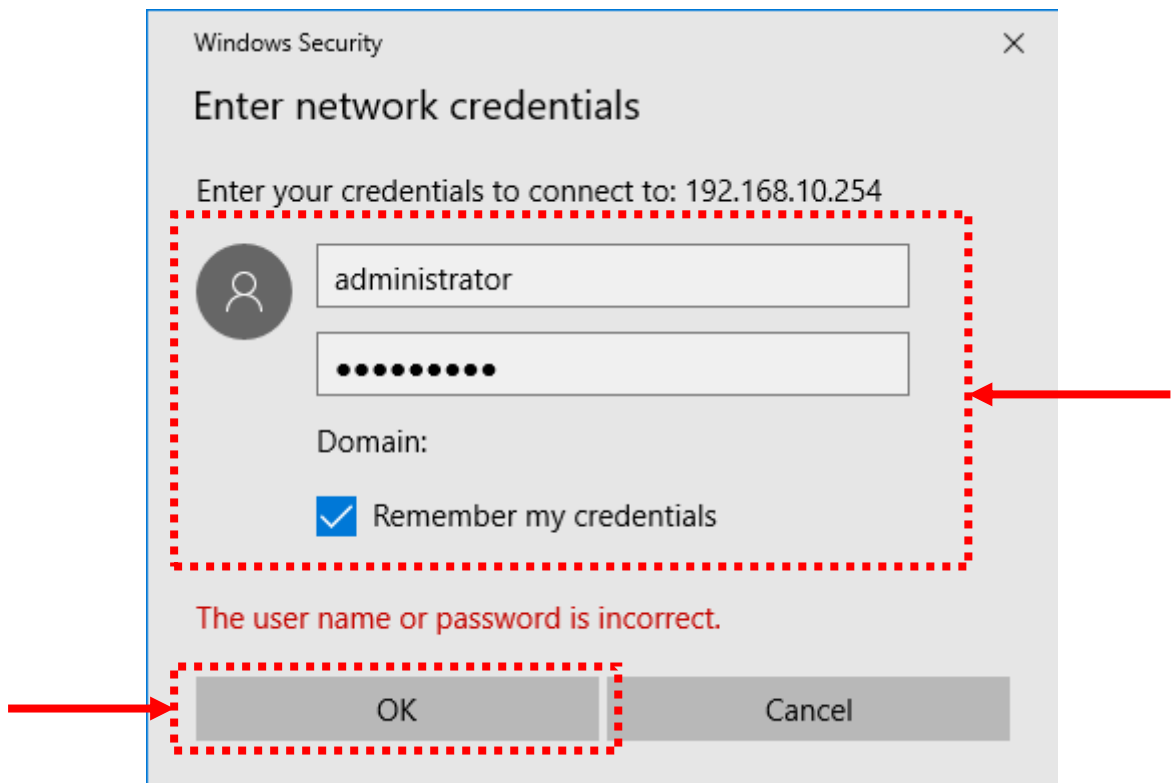 Windows Security
Enter network credentials
Enter your credentials to connect to: 192.168.10.254
administrator
●●●●●●●●●
Domain:
Remember my credentials
The user name or password is incorrect.
OK
Cancel